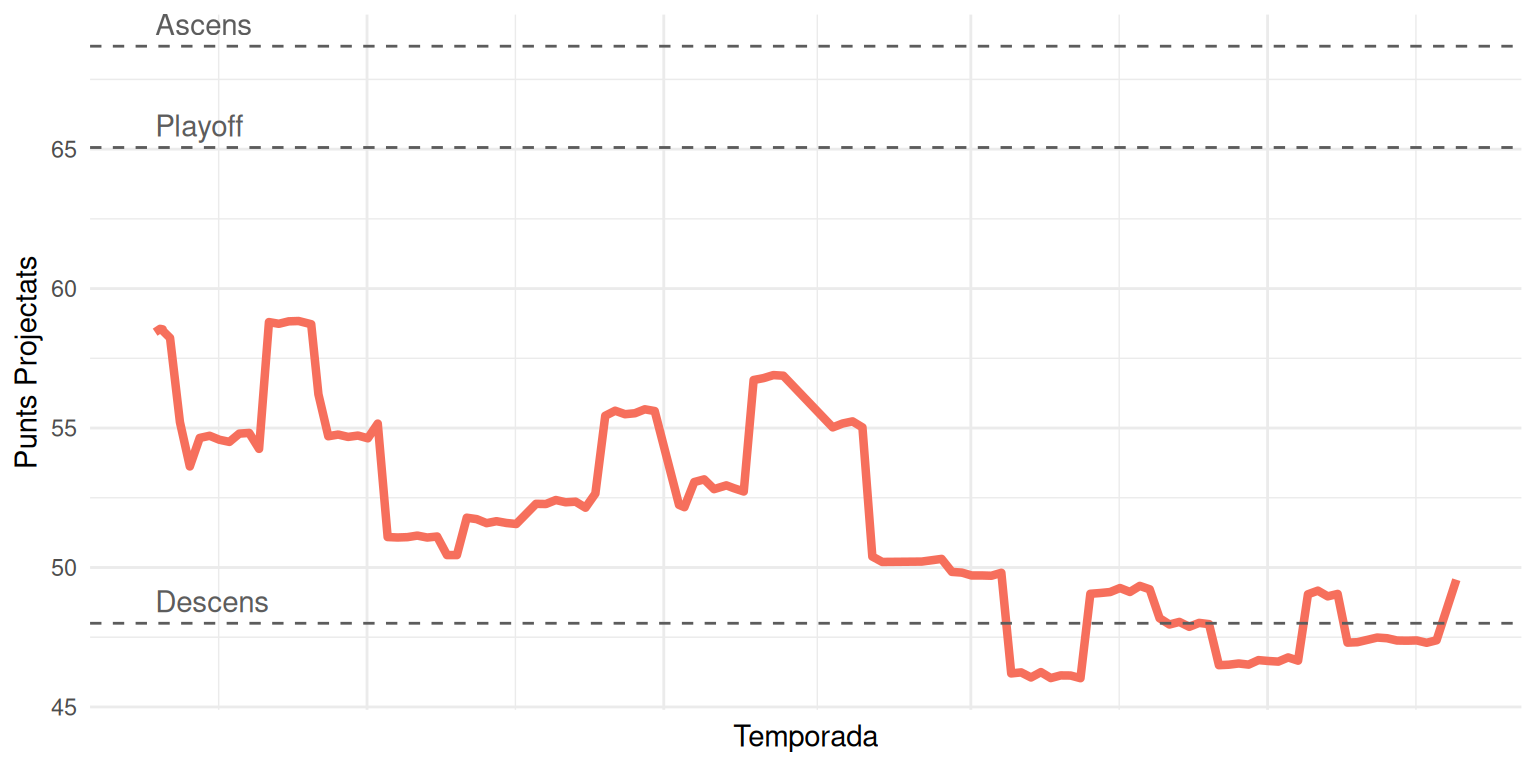 Ascens
Playoff
65
60
55
50
Descens
45
Punts Projectats
Temporada